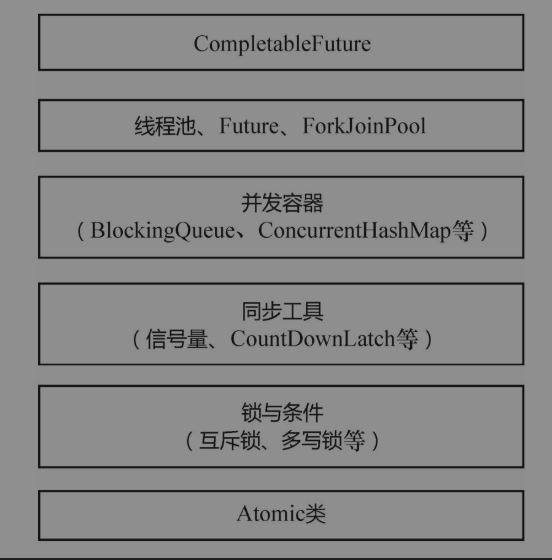 CompletableFuture
线程池、Future、ForkJoinPool
并发容器
（BlockingQueue、ConcurrentHashMap等）
同步工具
（信号量、CountDownLatch等）
锁与条件
（互斥锁、多写锁等）
Atomic类